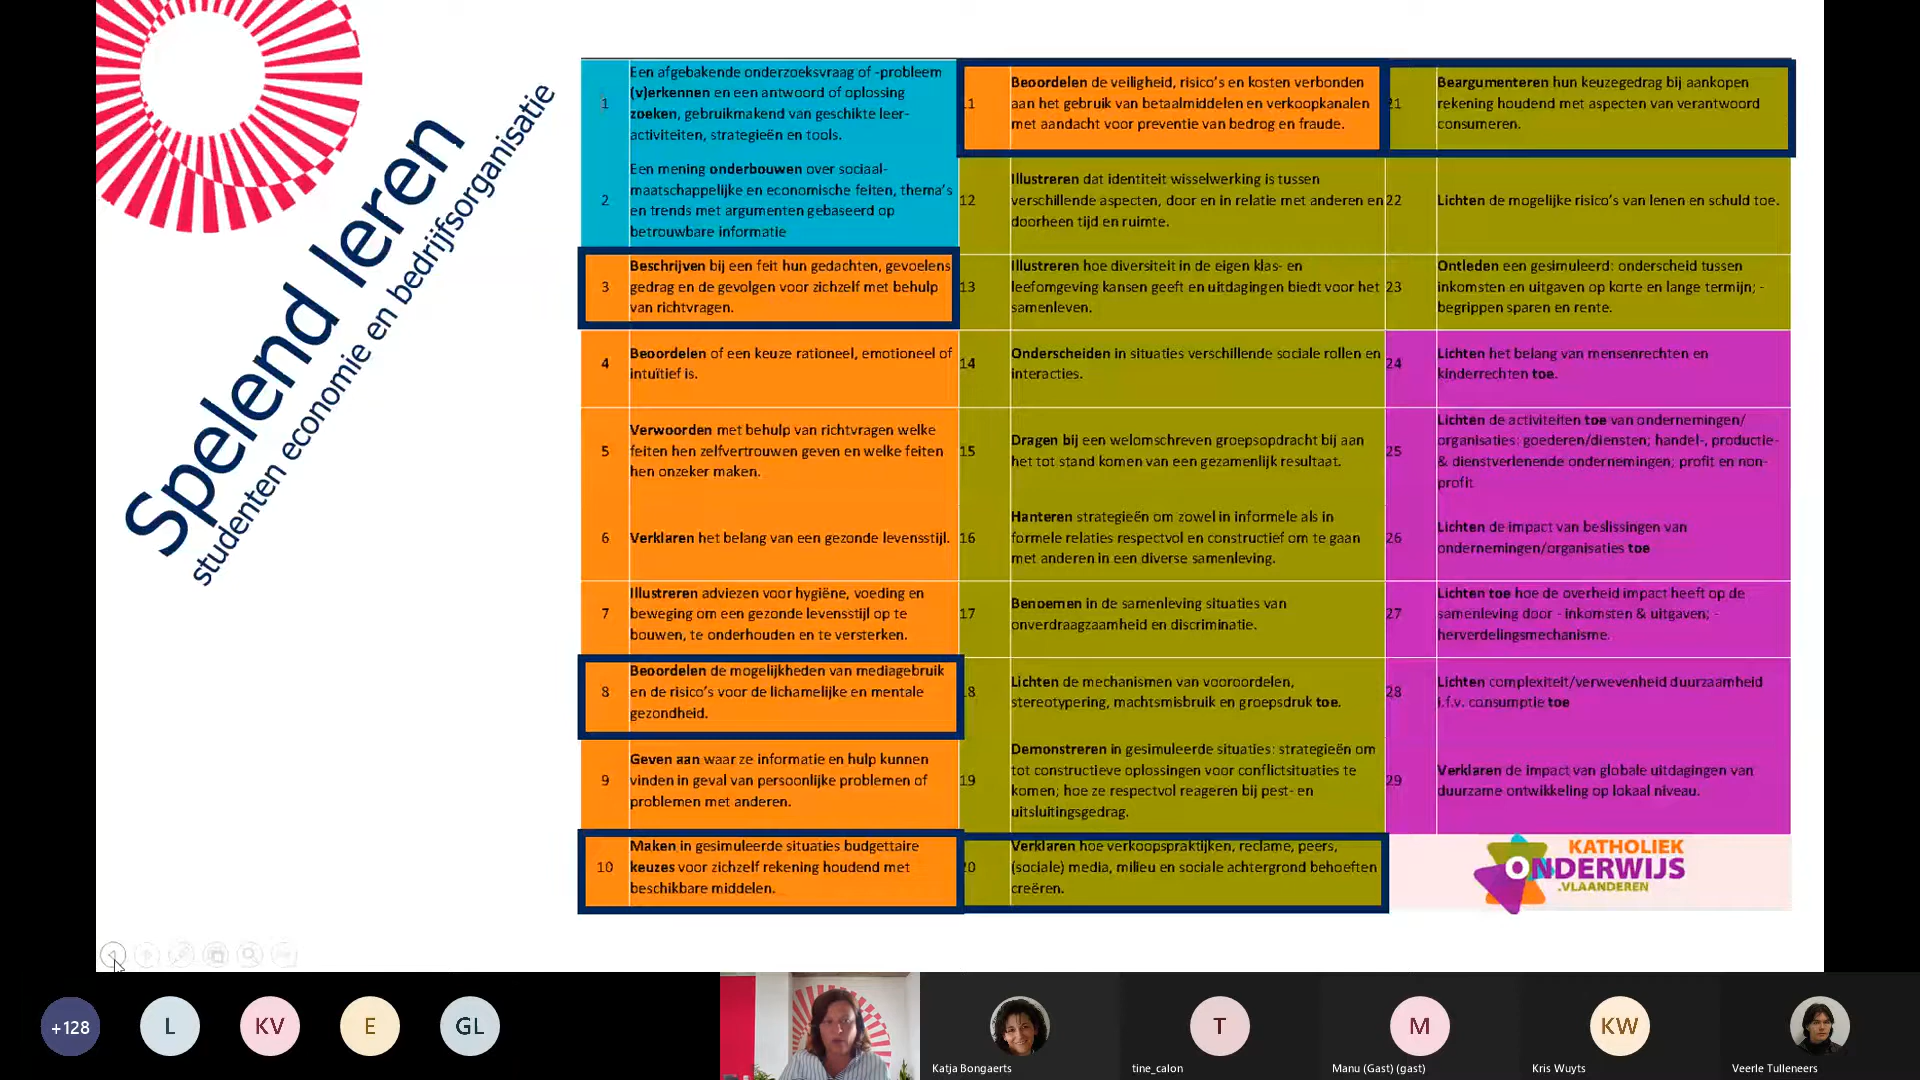 Spelend leren
studenten economie en bedrijfsorganisatie
1
Een afgebakende onderzoeksvraag of -probleem
(v)erkennen en een antwoord of oplossing
zoeken, gebruikmakend van geschikte leer-
activiteiten, strategieën en tools.
2
Een mening onderbouwen over sociaal-
maatschappelijke en economische feiten, thema's
en trends met argumenten gebaseerd op
betrouwbare informatie
3
Beschrijven bij een feit hun gedachten, gevoelens
gedrag en de gevolgen voor zichzelf met behulp
van richtvragen.
4
Beoordelen of een keuze rationeel, emotioneel of
intuïtief is.
5
Verwoorden met behulp van richtvragen welke
feiten hen zelfvertrouwen geven en welke feiten
hen onzeker maken.
6
Verklaren het belang van een gezonde levensstijl.
7
Illustreren adviezen voor hygiëne, voeding en
beweging om een gezonde levensstijl op te
bouwen, te onderhouden en te versterken.
8
Beoordelen de mogelijkheden van mediagebruik
en de risico's voor de lichamelijke en mentale
gezondheid.
9
Geven aan waar ze informatie en hulp kunnen
vinden in geval van persoonlijke problemen of
problemen met anderen.
10
Maken in gesimuleerde situaties budgettaire
keuzes voor zichzelf rekening houdend met
beschikbare middelen.
11
Beoordelen de veiligheid, risico's en kosten verbonden
aan het gebruik van betaalmiddelen en verkoopkanalen
met aandacht voor preventie van bedrog en fraude.
12
Illustreren dat identiteit wisselwerking is tussen
verschillende aspecten, door en in relatie met anderen en
doorheen tijd en ruimte.
13
Illustreren hoe diversiteit in de eigen klas- en
leefomgeving kansen geeft en uitdagingen biedt voor het
samenleven.
14
Onderscheiden in situaties verschillende sociale rollen en
interacties.
15
Dragen bij een welomschreven groepsopdracht bij aan
het tot stand komen van een gezamenlijk resultaat.
16
Hanteren strategieën om zowel in informele als in
formele relaties respectvol en constructief om te gaan
met anderen in een diverse samenleving.
17
Benoemen in de samenleving situaties van
onverdraagzaamheid en discriminatie.
18
Lichten de mechanismen van vooroordelen,
stereotypering, machtsmisbruik en groepsdruk toe.
19
Demonstreren in gesimuleerde situaties: strategieën om
tot constructieve oplossingen voor conflictsituaties te
komen; hoe ze respectvol reageren bij pest- en
uitsluitingsgedrag.
20
Verklaren hoe verkoopspraktijken, reclame, peers,
(sociale) media, milieu en sociale achtergrond behoeften
creëren.
21
Beargumenteren hun keuzegedrag bij aankopen
rekening houdend met aspecten van verantwoord
consumeren.
22
Lichten de mogelijke risico's van lenen en schuld toe.
23
Ontleden een gesimuleerd: onderscheid tussen
inkomsten en uitgaven op korte en lange termijn; -
begrippen sparen en rente.
24
Lichten het belang van mensenrechten en
kinderrechten toe.
25
Lichten de activiteiten toe van ondernemingen/
organisaties: goederen/diensten; handel-, productie-
& dienstverlenende ondernemingen; profit en non-
profit
26
Lichten de impact van beslissingen van
ondernemingen/organisaties toe
27
Lichten toe hoe de overheid impact heeft op de
samenleving door - inkomsten & uitgaven; -
herverdelingsmechanisme.
28
Lichten complexiteit/verwevenheid duurzaamheid
i.f.v. consumptie toe
29
Verklaren de impact van globale uitdagingen van
duurzame ontwikkeling op lokaal niveau.
KATHOLIEK
ONDERWIJS
.VLAANDEREN
+128
L
KV
E
GL
T
M
KW
Katja Bongaerts
tine_calon
Manu (Gast) (gast)
Kris Wuyts
Veerle Tulleneers